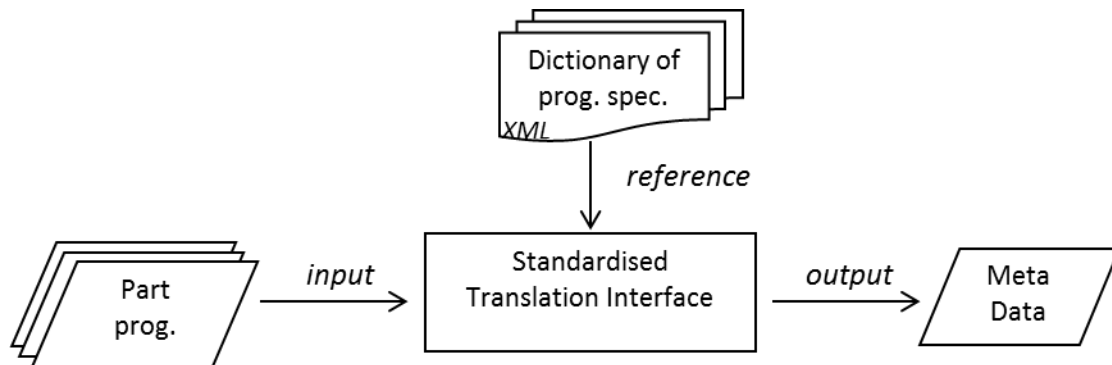 Dictionary of
prog. spec.
XML
reference
input
Standardised
Translation Interface
output
Part
prog.
Meta
Data